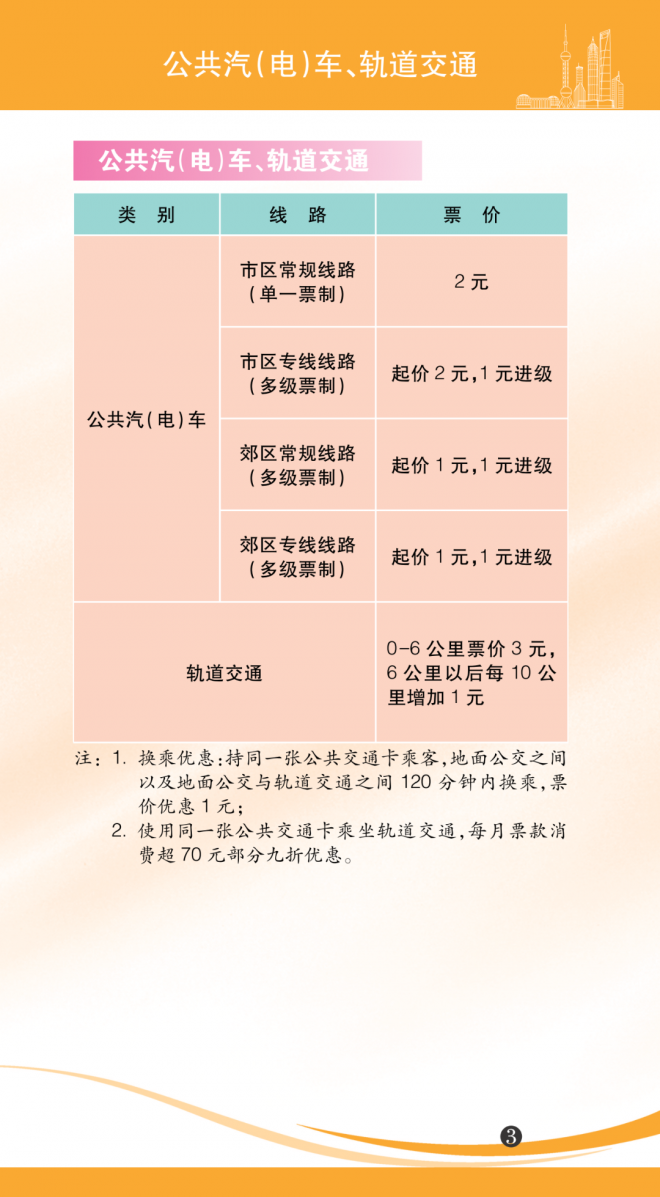 公共汽(电)车、轨道交通
公共汽(电)车、轨道交通
类 别
线 路
票 价
公共汽(电)车
市区常规线路
(单一票制)
2 元
市区专线线路
(多级票制)
起价 2 元,1 元进级
郊区常规线路
(多级票制)
起价 1 元,1 元进级
郊区专线线路
(多级票制)
起价 1 元,1 元进级
轨道交通
0-6 公里票价 3 元,
6 公里以后每 10 公
里增加 1 元
注: 1. 换乘优惠:持同一张公共交通卡乘客,地面公交之间
以及地面公交与轨道交通之间 120 分钟内换乘,票
价优惠 1 元;
2. 使用同一张公共交通卡乘坐轨道交通,每月票款消
费超 70 元部分九折优惠。
3